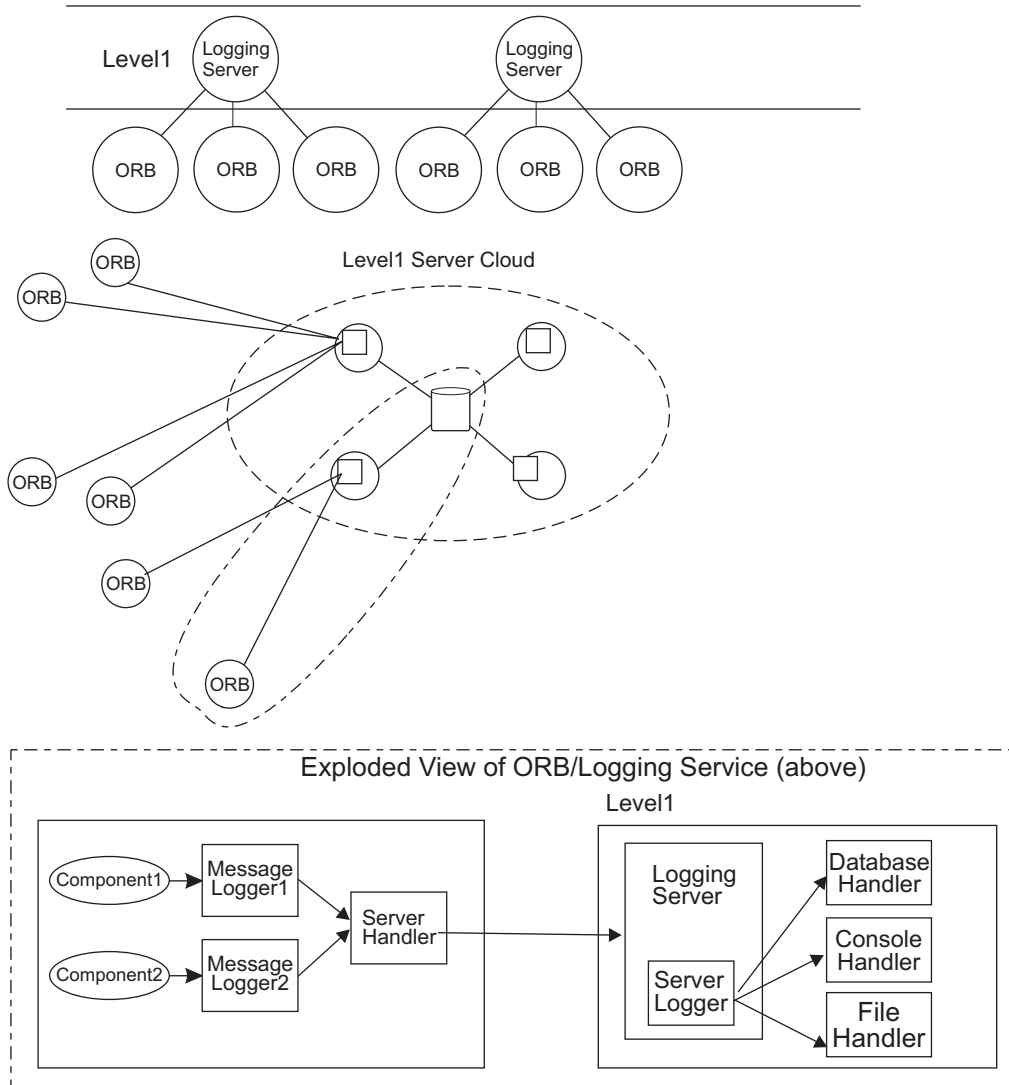 Level1
Logging
Server
Logging
Server
ORB
ORB
ORB
ORB
ORB
ORB
Level1 Server Cloud
ORB
ORB
ORB
ORB
ORB
ORB
Exploded View of ORB/Logging Service (above)
Level1
Component1
Message
Logger1
Server
Handler
Component2
Message
Logger2
Logging
Server
Server
Logger
Database
Handler
Console
Handler
File
Handler